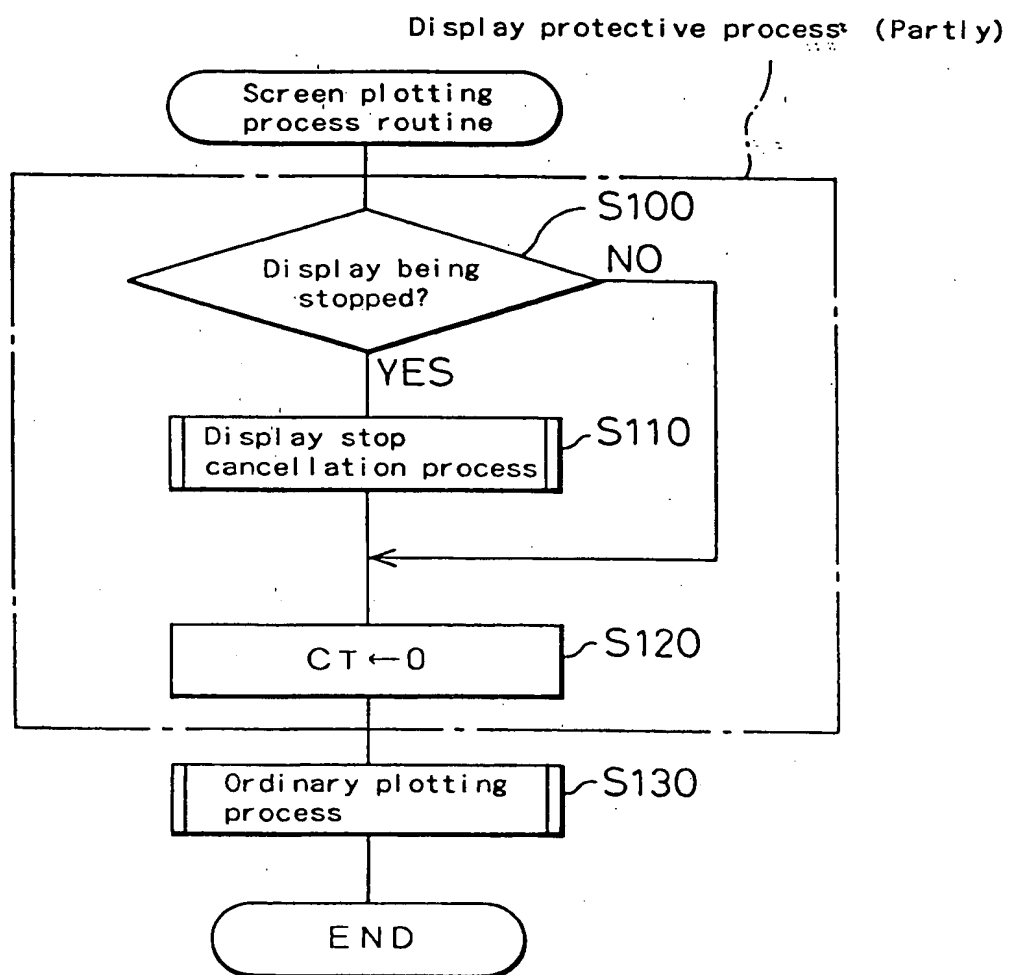 Display protective process (Partly)
Screen plotting
process routine
S100
Display being
stopped?
NO
YES
Display stop
cancellation process
S110
CT←0
S120
Ordinary plotting
process
S130
END